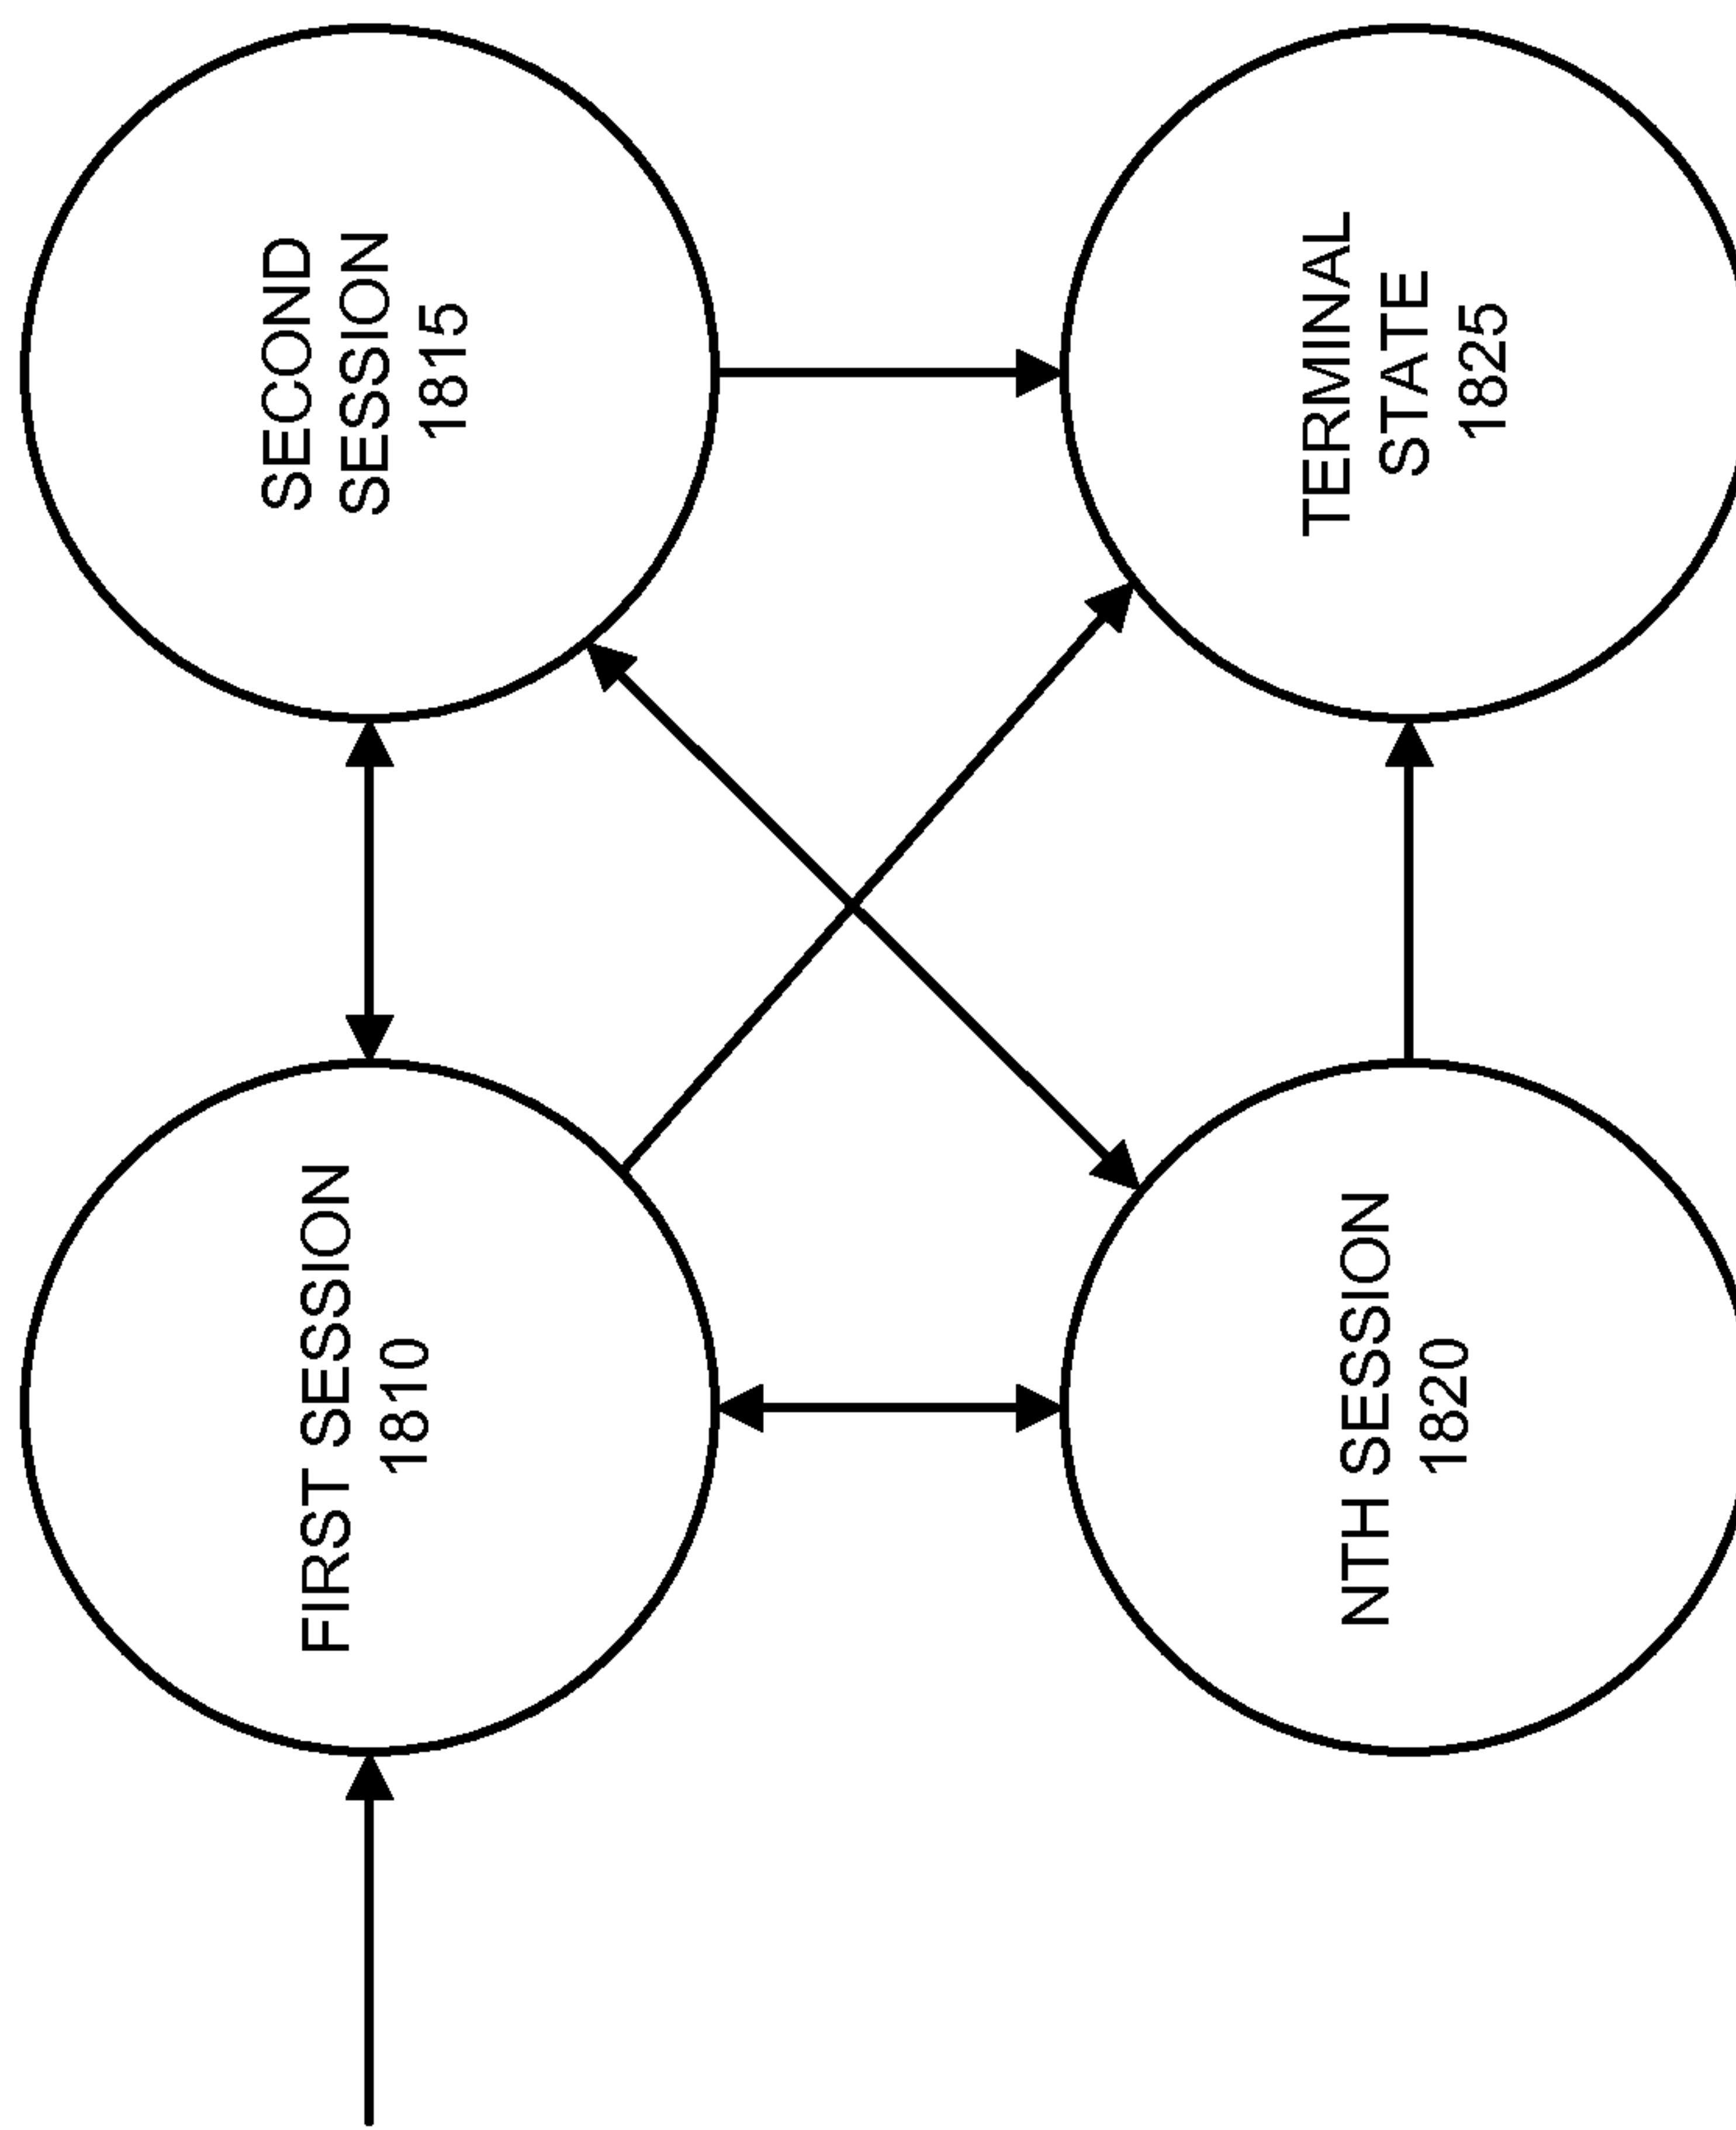 FIRST SESSION
1810
SECOND
SESSION
1815
NTH SESSION
1820
TERMINAL
STATE
1825